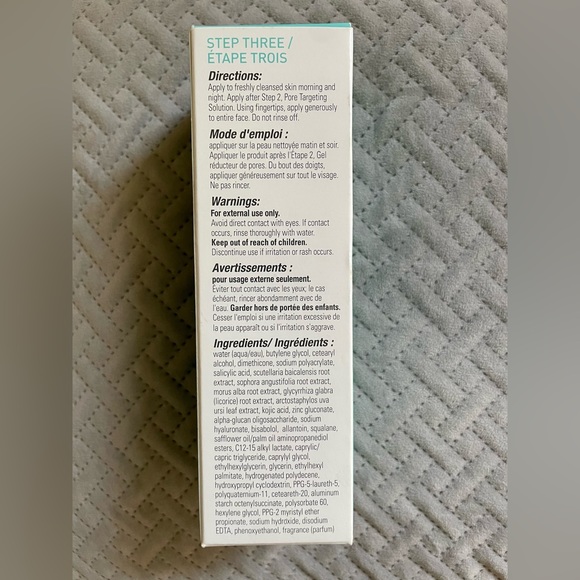 STEP THREE /
ÉTAPE TROIS
Directions:
Apply to freshly cleansed skin morning and
night. Apply after Step 2, Pore Targeting
Solution. Using fingertips, apply generously
to entire face. Do not rinse off.
Mode d'emploi :
appliquer sur la peau nettoyée matin et soir.
Appliquer le produit après l'Étape 2, Gel
réducteur de pores. Du bout des doigts,
appliquer généreusement sur tout le visage.
Ne pas rincer.
Warnings:
For external use only.
Avoid direct contact with eyes. If contact
occurs, rinse thoroughly with water.
Keep out of reach of children.
Discontinue use if irritation or rash occurs.
Avertissements :
pour usage externe seulement.
Éviter tout contact avec les yeux; le cas
échéant, rincer abondamment avec de
l'eau. Garder hors de portée des enfants.
Cesser l'emploi si une irritation excessive de
la peau apparaît ou si l'irritation s'aggrave.
Ingredients/ Ingrédients :
water (aqua/eau), butylene glycol, cetearyl
alcohol, dimethicone, sodium polyacrylate,
salicylic acid, scutellaria baicalensis root
extract, sophora angustifolia root extract,
morus alba root extract, glycyrrhiza glabra
(licorice) root extract, arctostaphylos uva
ursi leaf extract, kojic acid, zinc gluconate,
alpha-glucan oligosaccharide, sodium
hyaluronate, bisabolol, allantoin, squalane,
safflower oil/palm oil aminopropanediol
esters, C12-15 alkyl lactate, caprylic/
capric triglyceride, caprylyl glycol,
ethylhexylglycerin, glycerin, ethylhexyl
palmitate, hydrogenated polydecene,
hydroxypropyl cyclodextrin, PPG-5-laureth-5,
polyquaternium-11, ceteareth-20, aluminum
starch octenylsuccinate, polysorbate 60,
hexylene glycol, PPG-2 myristyl ether
propionate, sodium hydroxide, disodium
EDTA, phenoxyethanol, fragrance (parfum)